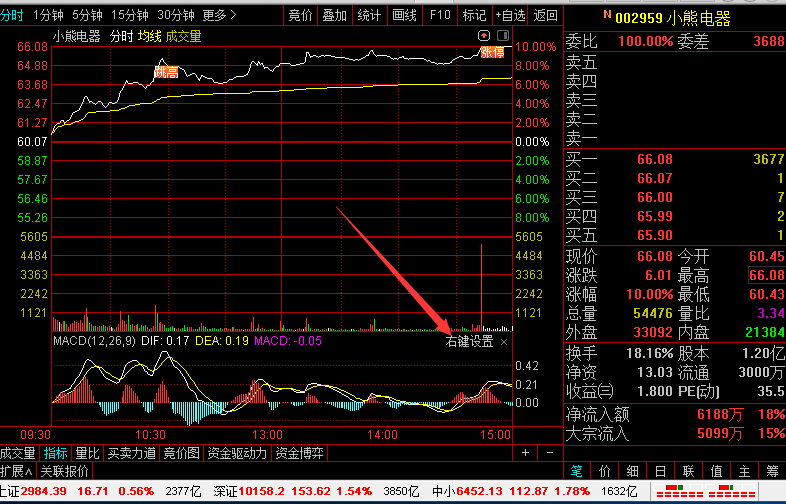 分时 1分钟 5分钟 15分钟 30分钟 更多> 竞价 叠加 统计 画线 F10 标记 +自选 返回
N 002959 小熊电器
小熊电器 分时 均线 成交量
66.08 10.00%
64.88 8.00%
63.68 6.00%
62.47 4.00%
61.27 2.00%
60.07 0.00%
58.87 2.00%
57.67 4.00%
56.46 6.00%
55.26 8.00%
5605 5605
4484 4484
3363 3363
2242 2242
1121 1121
跳高
涨停
MACD(12,26,9) DIF: 0.17 DEA: 0.19 MACD: -0.05 右键设置 ×
0.42
0.21
0.00
09:30 10:30 13:00 14:00 15:00
成交量 指标 量比 买卖力道 竞价图 资金驱动力 资金博弈 + -
扩展∧ 关联报价
委比 100.00% 委差 3688
卖五
卖四
卖三
卖二
卖一
买一 66.08 3677
买二 66.07 1
买三 66.00 7
买四 65.99 2
买五 65.90 1
现价 66.08 今开 60.45
涨跌 6.01 最高 66.08
涨幅 10.00% 最低 60.43
总量 54476 量比 3.34
外盘 33092 内盘 21384
换手 18.16% 股本 1.20亿
净资 13.03 流通 3000万
收益㈢ 1.800 PE(动) 35.5
净流入额 6188万 18%
大宗流入 5099万 15%
笔 价 细 日 联 值 主 筹
上证2984.39 16.71 0.56% 2377亿 深证10158.2 153.62 1.54% 3850亿 中小6452.13 112.87 1.78% 1632亿